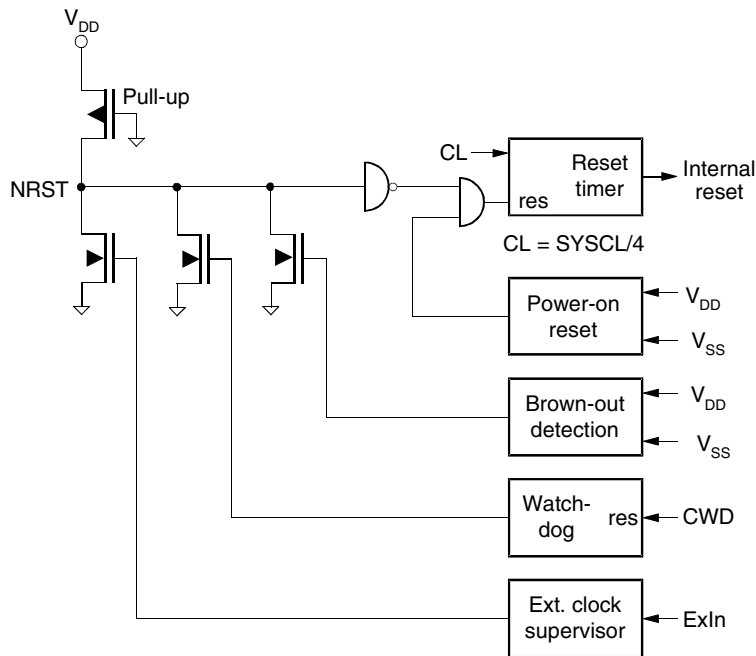 VDD
Pull-up
NRST
CL
Reset
timer
res
Internal
reset
CL = SYSCL/4
Power-on
reset
VDD
VSS
Brown-out
detection
VDD
VSS
Watch-
dog
res
CWD
Ext. clock
supervisor
ExIn